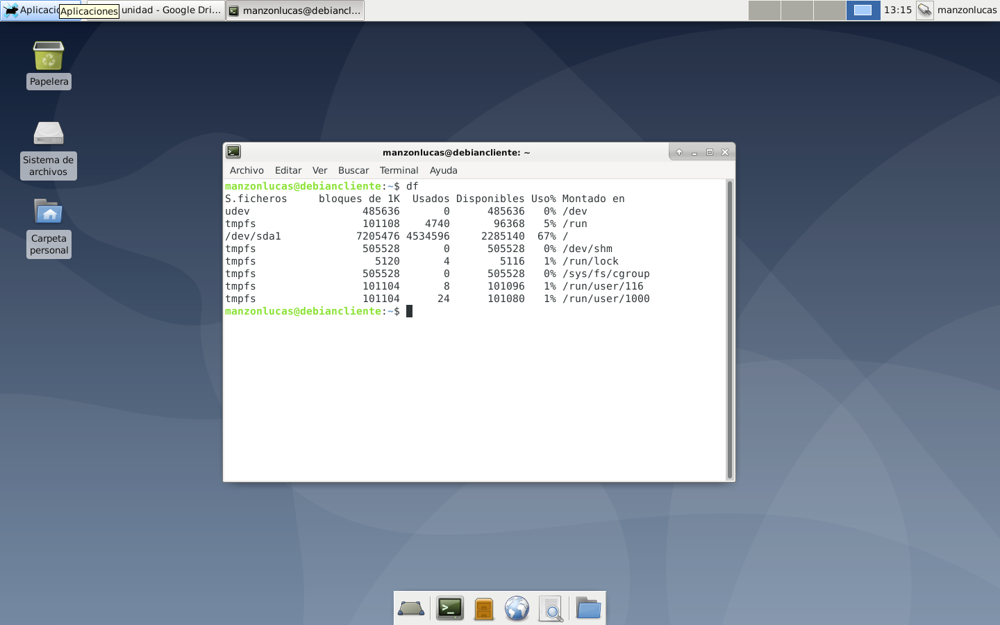 Aplicacio
Aplicaciones
unidad - Google Dri...
manzonlucas@debiancl...
13:15
manzonlucas
Papelera
Sistema de
archivos
Carpeta
personal
manzonlucas@debiancliente: ~
Archivo Editar Ver Buscar Terminal Ayuda
manzonlucas@debiancliente:~$ df
S.ficheros     bloques de 1K  Usados Disponibles Uso% Montado en
udev                  485636       0      485636   0% /dev
tmpfs                 101108    4740       96368   5% /run
/dev/sda1            7205476 4534596     2285140  67% /
tmpfs                 505528       0      505528   0% /dev/shm
tmpfs                   5120       4        5116   1% /run/lock
tmpfs                 505528       0      505528   0% /sys/fs/cgroup
tmpfs                 101104       8      101096   1% /run/user/116
tmpfs                 101104      24      101080   1% /run/user/1000
manzonlucas@debiancliente:~$